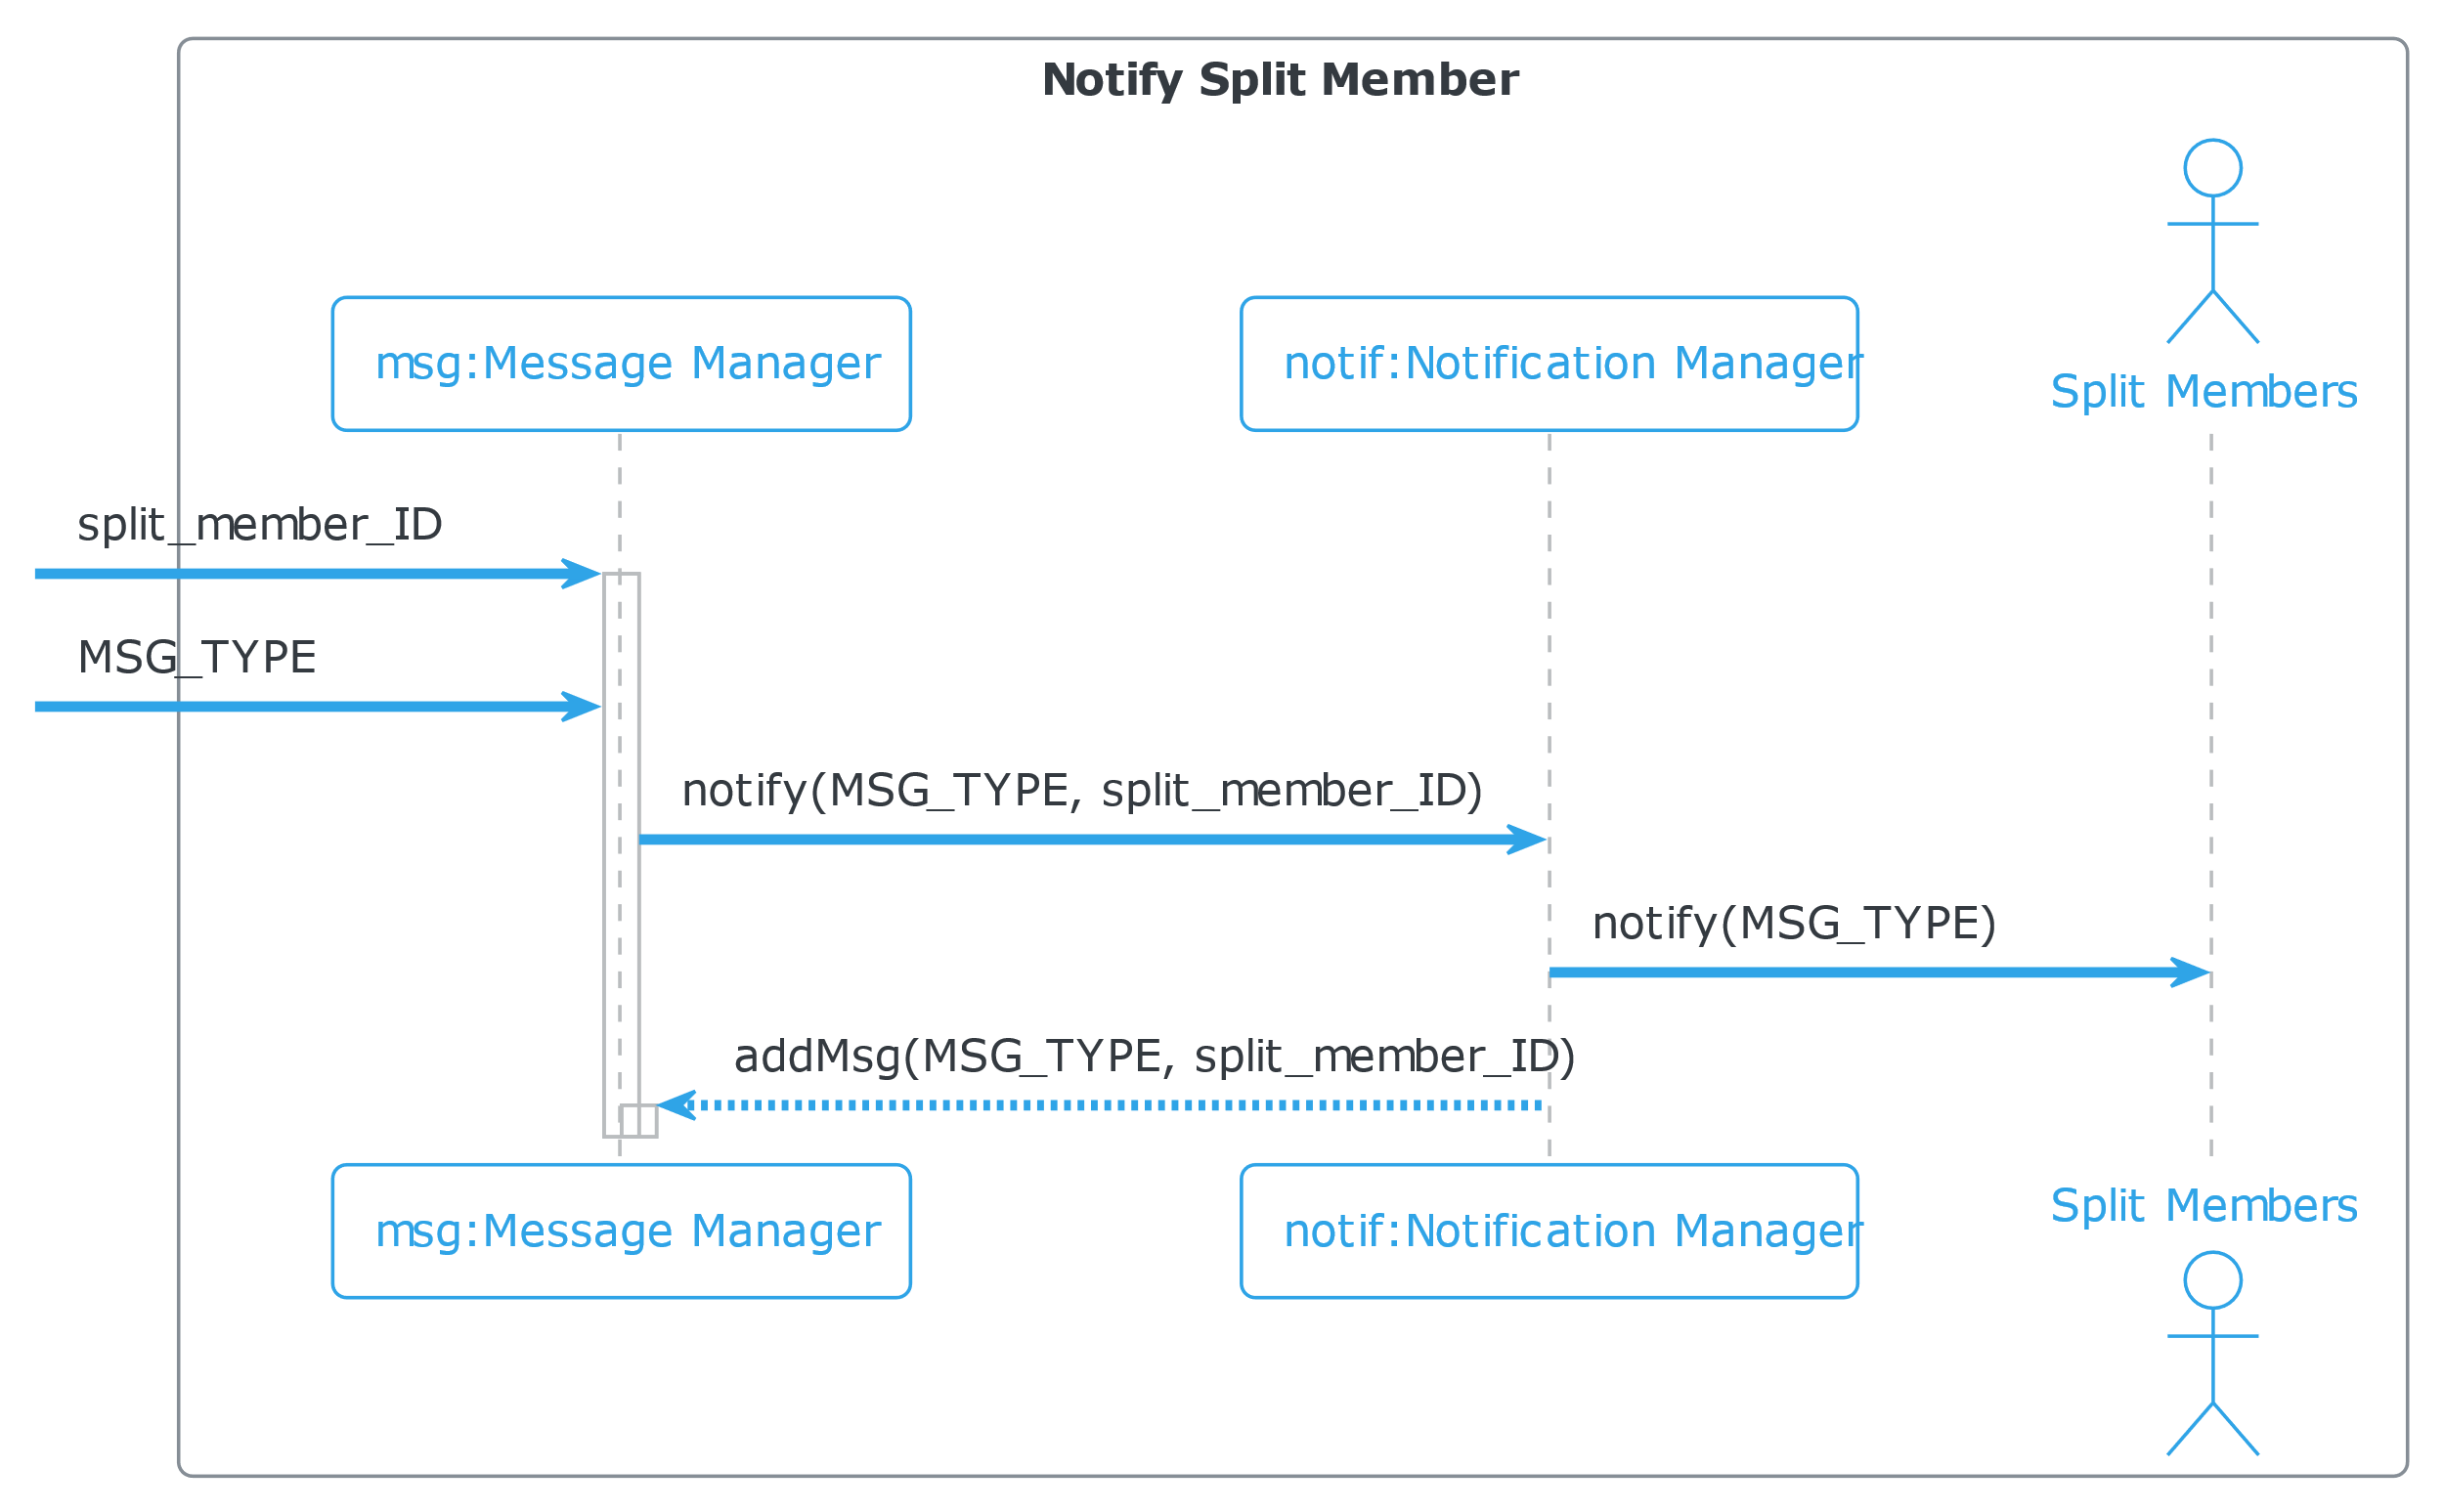 Notify Split Member
msg:Message Manager
notif:Notification Manager
Split Members
split_member_ID
MSG_TYPE
notify(MSG_TYPE, split_member_ID)
notify(MSG_TYPE)
addMsg(MSG_TYPE, split_member_ID)
msg:Message Manager
notif:Notification Manager
Split Members